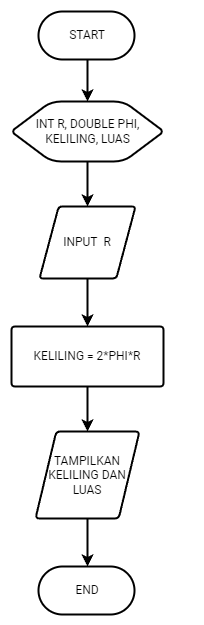 START
INT R, DOUBLE PHI,
KELILING, LUAS
INPUT R
KELILING = 2*PHI*R
TAMPILKAN
KELILING DAN
LUAS
END